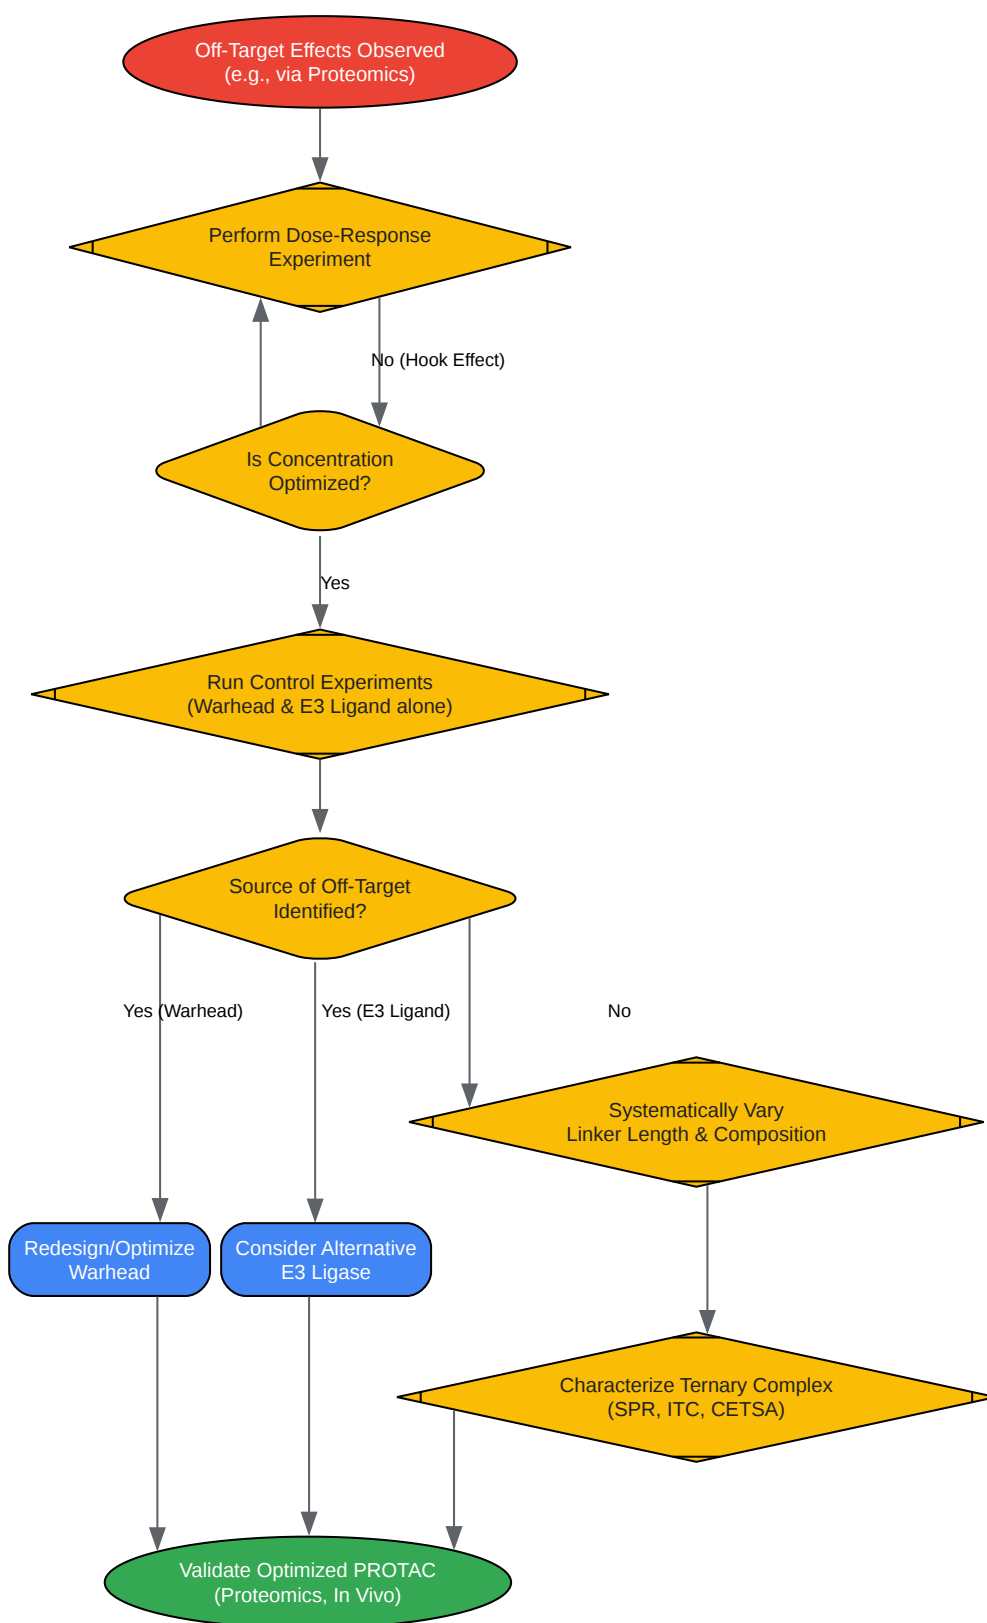 Off-Target Effects Observed
(e.g., via Proteomics)
Perform Dose-Response
Experiment
No (Hook Effect)
Is Concentration
Optimized?
Yes
Run Control Experiments
(Warhead & E3 Ligand alone)
Source of Off-Target
Identified?
Yes (Warhead)
Yes (E3 Ligand)
No
Systematically Vary
Linker Length & Composition
Redesign/Optimize
Warhead
Consider Alternative
E3 Ligase
Characterize Ternary Complex
(SPR, ITC, CETSA)
Validate Optimized PROTAC
(Proteomics, In Vivo)